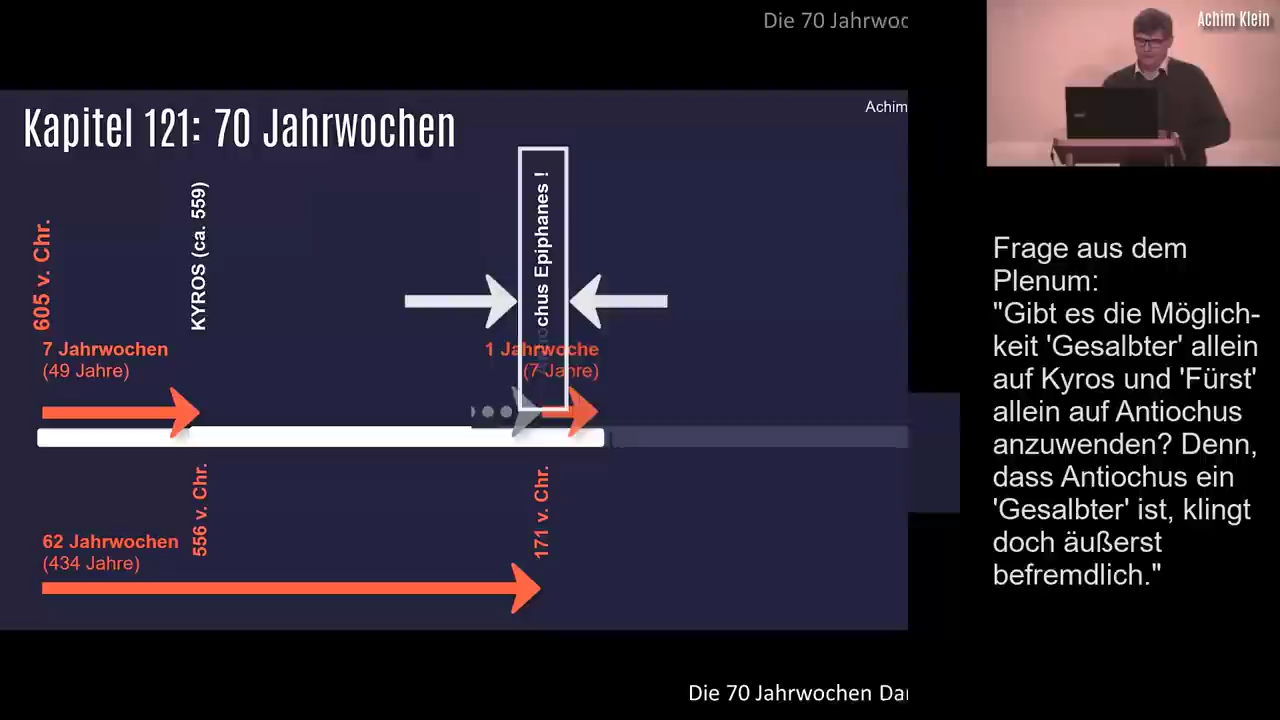 Die 70 Jahrwoc
Achim Klein
Kapitel 121: 70 Jahrwochen
Achim
605 v. Chr.
KYROS (ca. 559)
chus Epiphanes !
7 Jahrwochen
(49 Jahre)
1 Jahrwoche
(7 Jahre)
556 v. Chr.
171 v. Chr.
62 Jahrwochen
(434 Jahre)
Frage aus dem
Plenum:
"Gibt es die Möglich-
keit 'Gesalbter' allein
auf Kyros und 'Fürst'
allein auf Antiochus
anzuwenden? Denn,
dass Antiochus ein
'Gesalbter' ist, klingt
doch äußerst
befremdlich."
Die 70 Jahrwochen Da